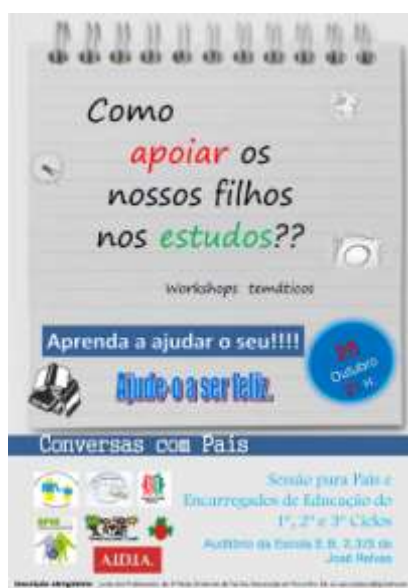 Como
apoiar os
nossos filhos
nos estudos??
Workshops temáticos
Aprenda a ajudar o seu!!!!
Outubro
H
Ajude-o a ser feliz.
Conversas com Pais
Sessão para Pais e
Encarregados de Educação do
1º, 2º e 3º Ciclos
Auditório da Escola E.B. 2,3/S de
José Relvas
A.I.D.I.A.
Inscrição obrigatória